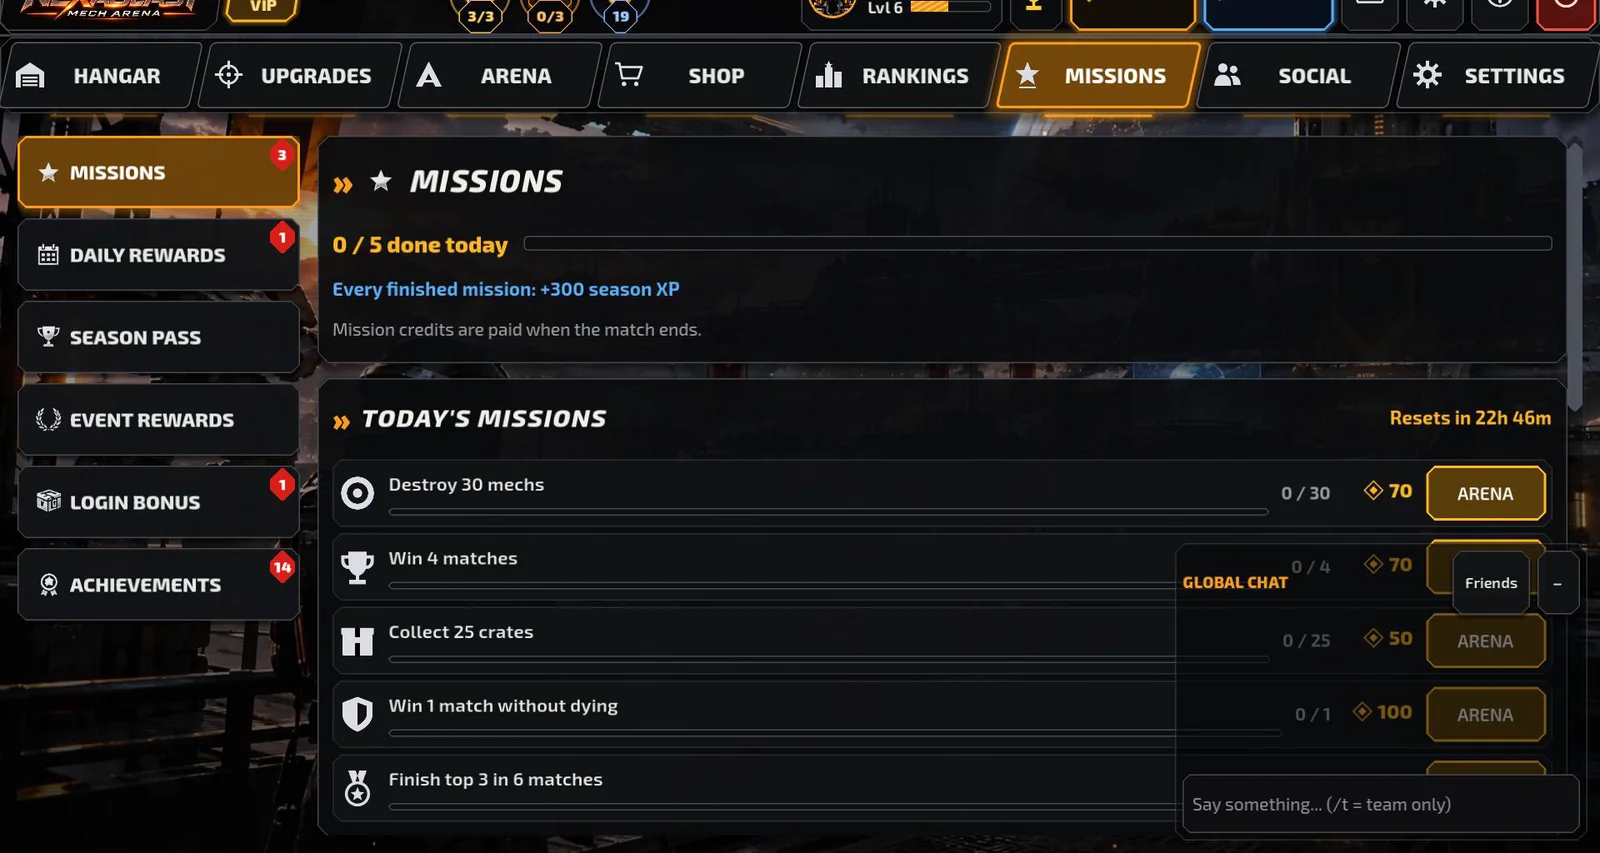 MECH ARENA
VIP
3/3
0/3
19
Lvl 6
HANGAR
UPGRADES
ARENA
SHOP
RANKINGS
MISSIONS
SOCIAL
SETTINGS
MISSIONS
3
DAILY REWARDS
1
SEASON PASS
EVENT REWARDS
LOGIN BONUS
1
ACHIEVEMENTS
14
MISSIONS
0 / 5 done today
Every finished mission: +300 season XP
Mission credits are paid when the match ends.
TODAY'S MISSIONS
Resets in 22h 46m
Destroy 30 mechs
0 / 30
70
ARENA
Win 4 matches
0 / 4
70
Collect 25 crates
0 / 25
50
ARENA
Win 1 match without dying
0 / 1
100
ARENA
Finish top 3 in 6 matches
GLOBAL CHAT
Friends
–
Say something... (/t = team only)